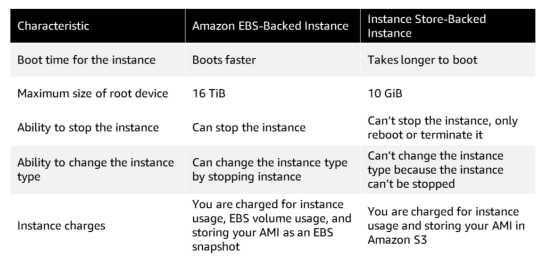 Characteristic
Amazon EBS-Backed Instance
Instance Store-Backed
Instance
Boot time for the instance
Boots faster
Takes longer to boot
Maximum size of root device
16 TiB
10 GiB
Ability to stop the instance
Can stop the instance
Can't stop the instance, only
reboot or terminate it
Ability to change the instance
type
Can change the instance type
by stopping instance
Can't change the instance
type because the instance
can't be stopped
Instance charges
You are charged for instance
usage, EBS volume usage, and
storing your AMI as an EBS
snapshot
You are charged for instance
usage and storing your AMI in
Amazon S3